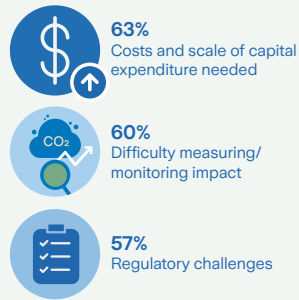 63%
Costs and scale of capital
expenditure needed
CO₂
60%
Difficulty measuring/
monitoring impact
57%
Regulatory challenges